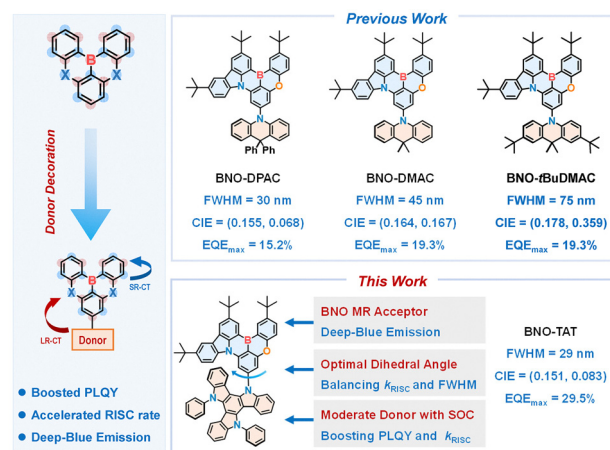 B
X
X
Donor Decoration
B
X
X
SR-CT
LR-CT
Donor
● Boosted PLQY
● Accelerated RISC rate
● Deep-Blue Emission
Previous Work
B
N
O
N
Ph Ph
BNO-DPAC
FWHM = 30 nm
CIE = (0.155, 0.068)
EQEmax = 15.2%
B
N
O
N
BNO-DMAC
FWHM = 45 nm
CIE = (0.164, 0.167)
EQEmax = 19.3%
B
N
O
N
BNO-tBuDMAC
FWHM = 75 nm
CIE = (0.178, 0.359)
EQEmax = 19.3%
This Work
B
N
O
N
N
N
BNO MR Acceptor
Deep-Blue Emission
Optimal Dihedral Angle
Balancing kRISC and FWHM
Moderate Donor with SOC
Boosting PLQY and kRISC
BNO-TAT
FWHM = 29 nm
CIE = (0.151, 0.083)
EQEmax = 29.5%